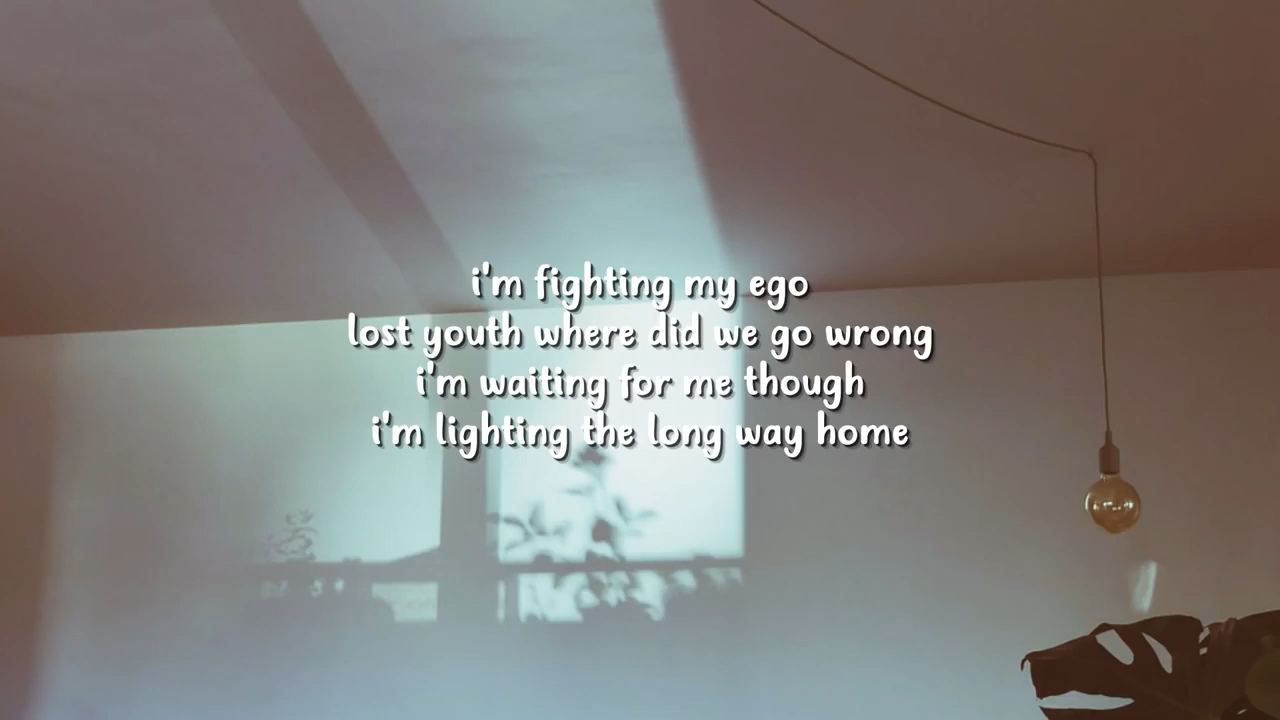 i'm fighting my ego
lost youth where did we go wrong
i'm waiting for me though
i'm lighting the long way home